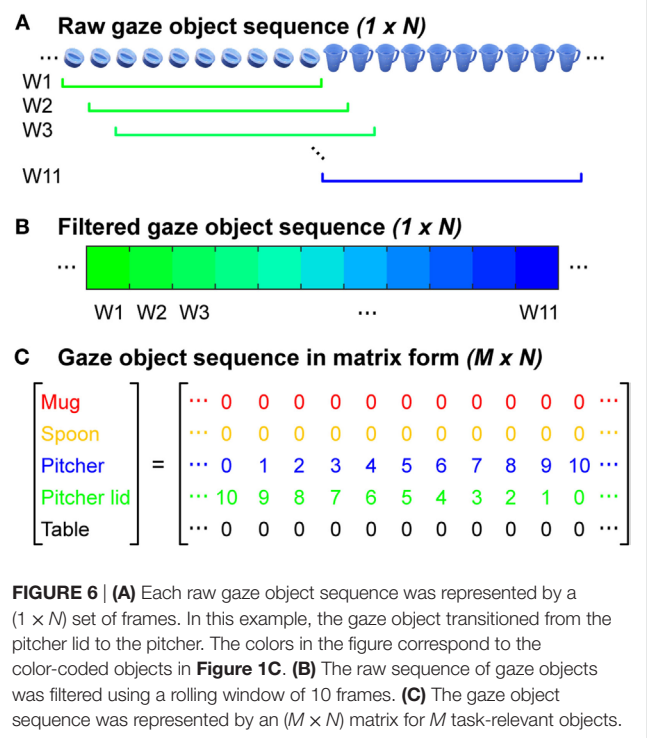 A Raw gaze object sequence (1 x N)
... ...
W1
W2
W3
...
W11
B Filtered gaze object sequence (1 x N)
... ...
W1 W2 W3 ... W11
C Gaze object sequence in matrix form (M x N)
Mug ... 0 0 0 0 0 0 0 0 0 0 0 ...
Spoon ... 0 0 0 0 0 0 0 0 0 0 0 ...
Pitcher = ... 0 1 2 3 4 5 6 7 8 9 10 ...
Pitcher lid ... 10 9 8 7 6 5 4 3 2 1 0 ...
Table ... 0 0 0 0 0 0 0 0 0 0 0 ...
FIGURE 6 | (A) Each raw gaze object sequence was represented by a
(1 × N) set of frames. In this example, the gaze object transitioned from the
pitcher lid to the pitcher. The colors in the figure correspond to the
color-coded objects in Figure 1C. (B) The raw sequence of gaze objects
was filtered using a rolling window of 10 frames. (C) The gaze object
sequence was represented by an (M × N) matrix for M task-relevant objects.